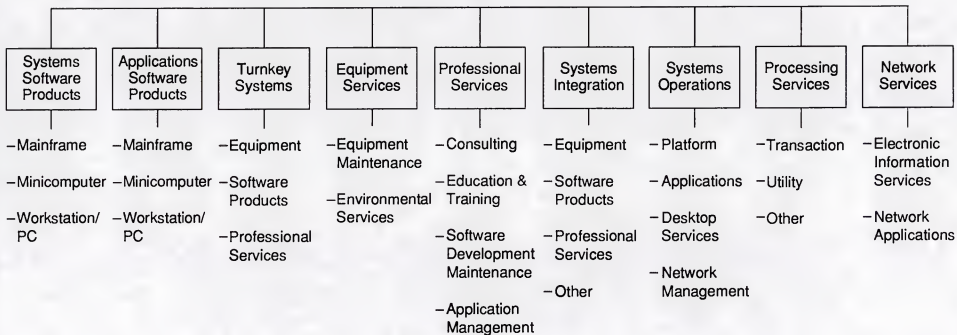 Systems
Software
Products
Applications
Software
Products
Turnkey
Systems
Equipment
Services
Professional
Services
Systems
Integration
Systems
Operations
Processing
Services
Network
Services
–Mainframe
–Minicomputer
–Workstation/
PC
–Mainframe
–Minicomputer
–Workstation/
PC
–Equipment
–Software
Products
–Professional
Services
–Equipment
Maintenance
–Environmental
Services
–Consulting
–Education &
Training
–Software
Development
Maintenance
–Application
Management
–Equipment
–Software
Products
–Professional
Services
–Other
–Platform
–Applications
–Desktop
Services
–Network
Management
–Transaction
–Utility
–Other
–Electronic
Information
Services
–Network
Applications